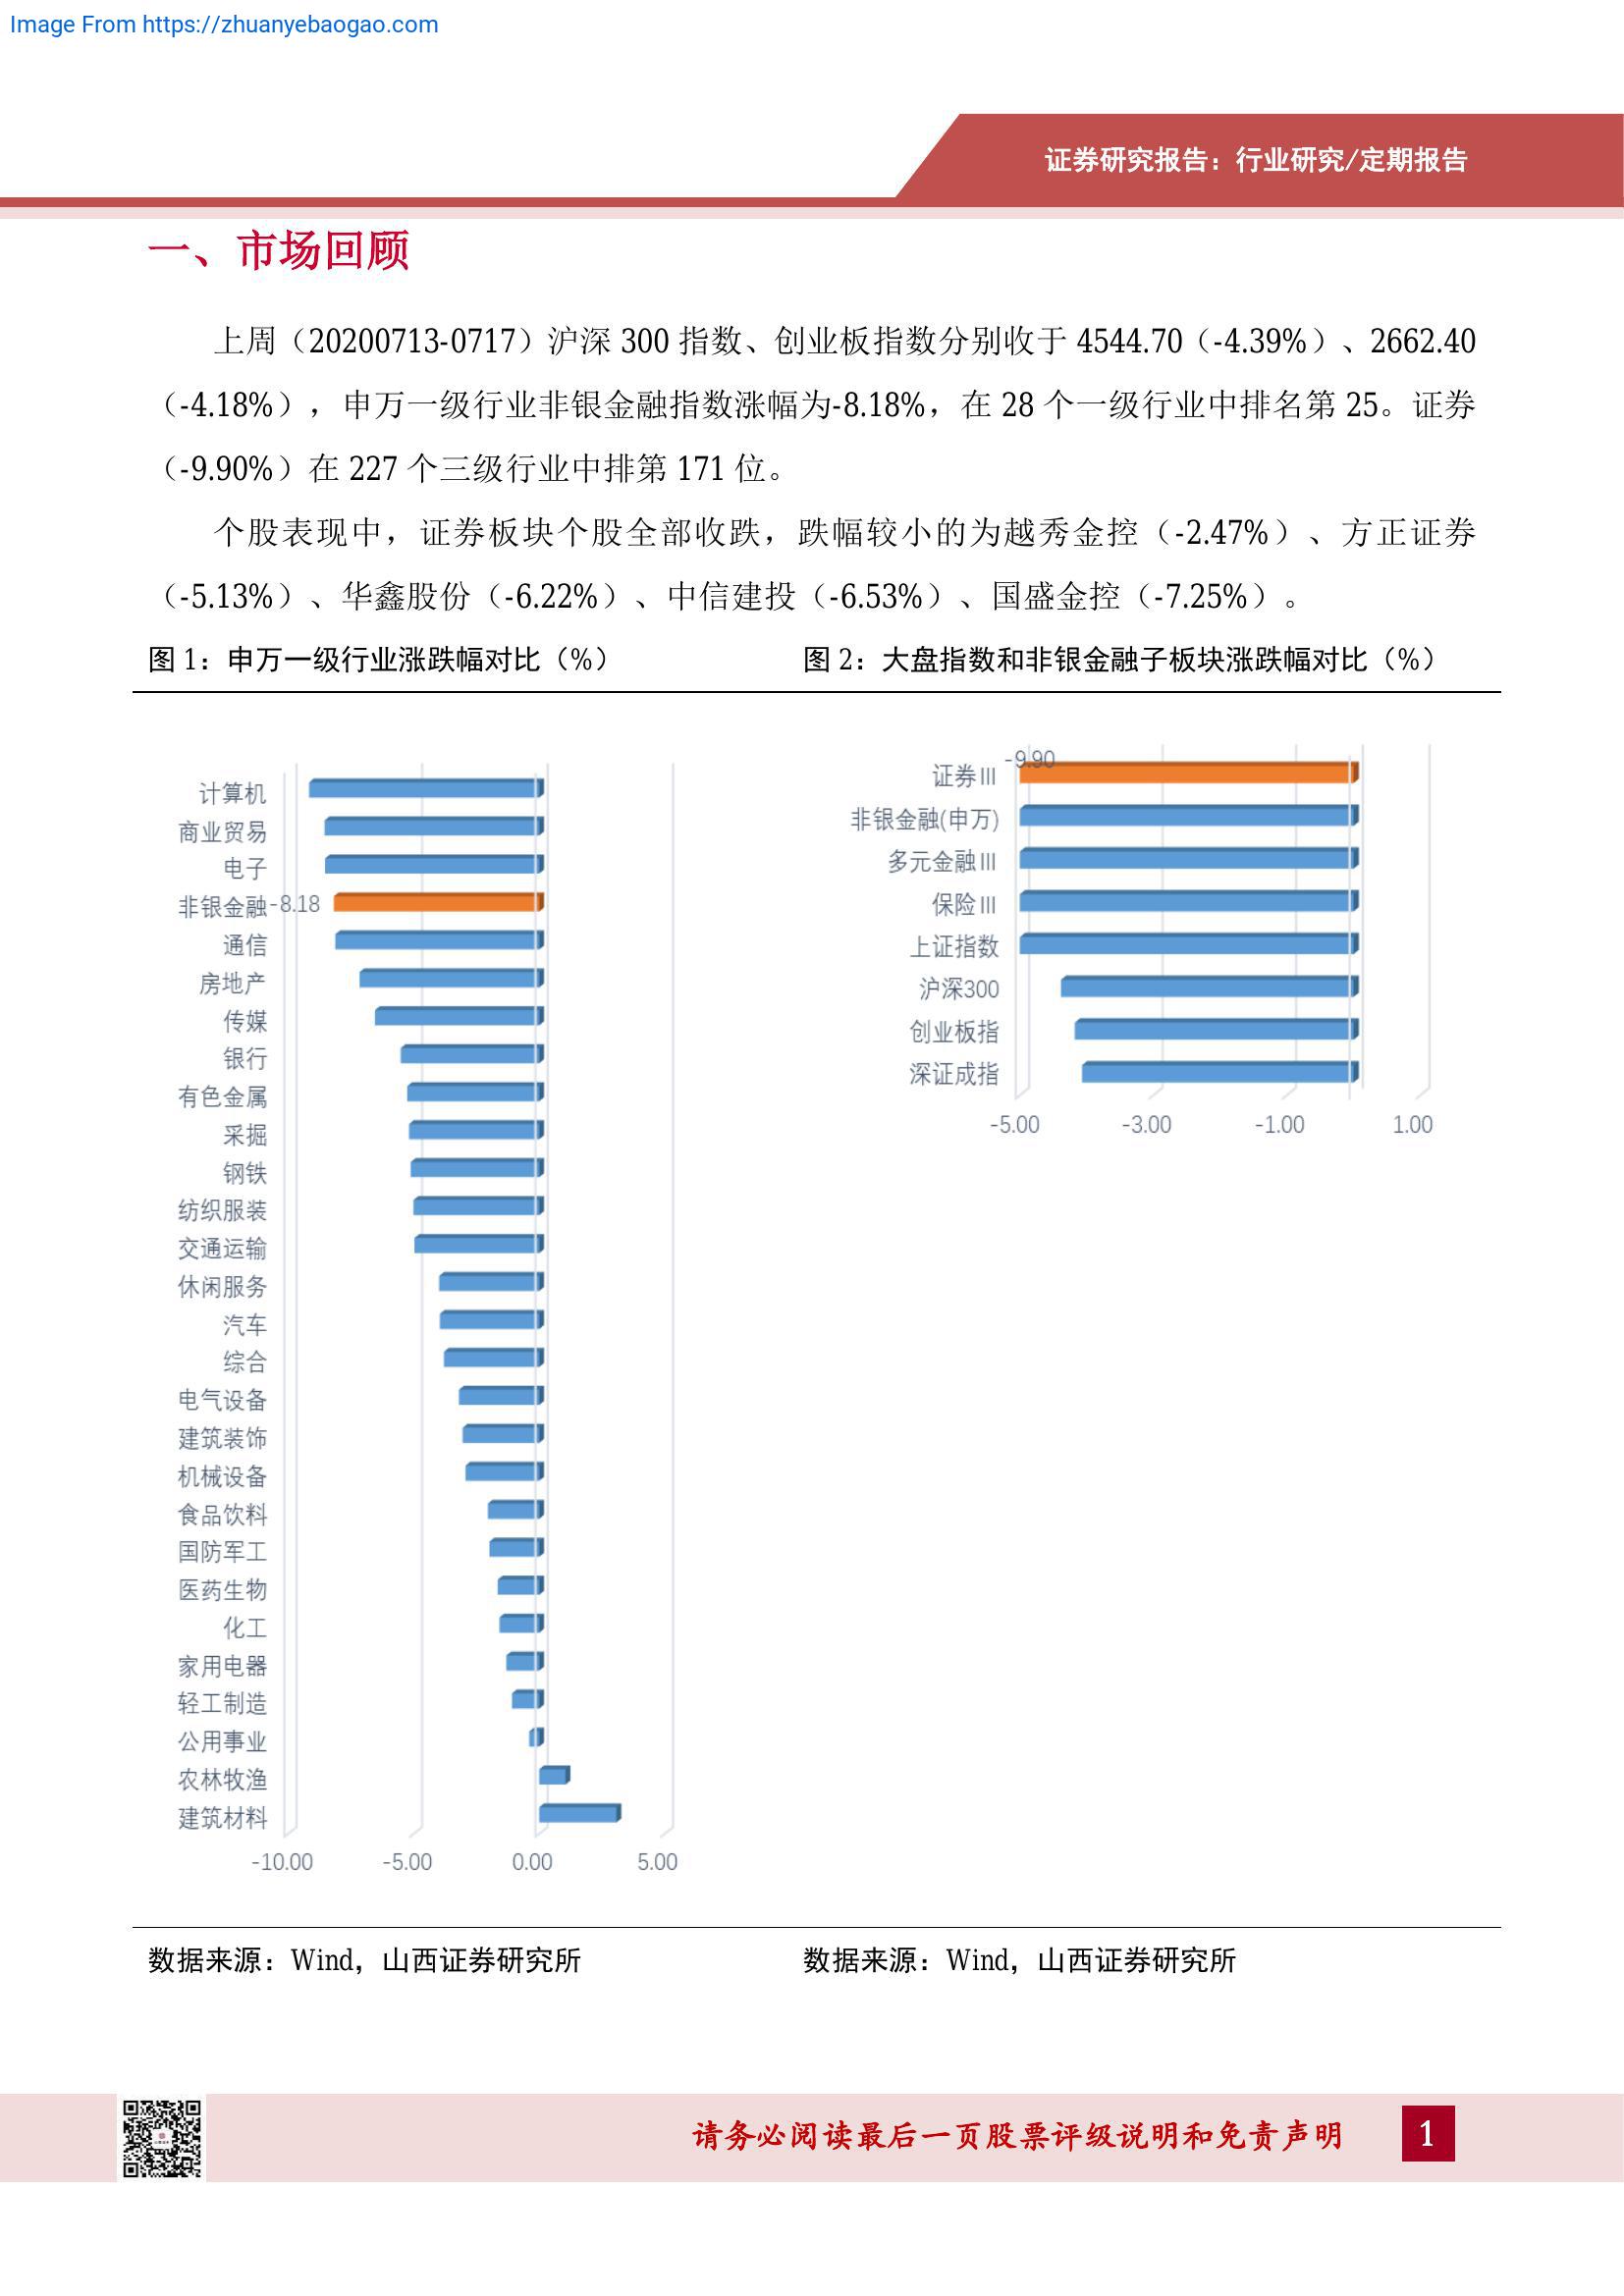 Image From https://zhuanyebaogao.com
证券研究报告：行业研究/定期报告
一、市场回顾
上周（20200713-0717）沪深 300 指数、创业板指数分别收于 4544.70（-4.39%）、2662.40
（-4.18%），申万一级行业非银金融指数涨幅为-8.18%，在 28 个一级行业中排名第 25。证券
（-9.90%）在 227 个三级行业中排第 171 位。
个股表现中，证券板块个股全部收跌，跌幅较小的为越秀金控（-2.47%）、方正证券
（-5.13%）、华鑫股份（-6.22%）、中信建投（-6.53%）、国盛金控（-7.25%）。
图 1：申万一级行业涨跌幅对比（%）
计算机
商业贸易
电子
非银金融 -8.18
通信
房地产
传媒
银行
有色金属
采掘
钢铁
纺织服装
交通运输
休闲服务
汽车
综合
电气设备
建筑装饰
机械设备
食品饮料
国防军工
医药生物
化工
家用电器
轻工制造
公用事业
农林牧渔
建筑材料
-10.00 -5.00 0.00 5.00
数据来源：Wind，山西证券研究所
图 2：大盘指数和非银金融子板块涨跌幅对比（%）
证券Ⅲ -9.90
非银金融(申万)
多元金融Ⅲ
保险Ⅲ
上证指数
沪深300
创业板指
深证成指
-5.00 -3.00 -1.00 1.00
数据来源：Wind，山西证券研究所
请务必阅读最后一页股票评级说明和免责声明
1